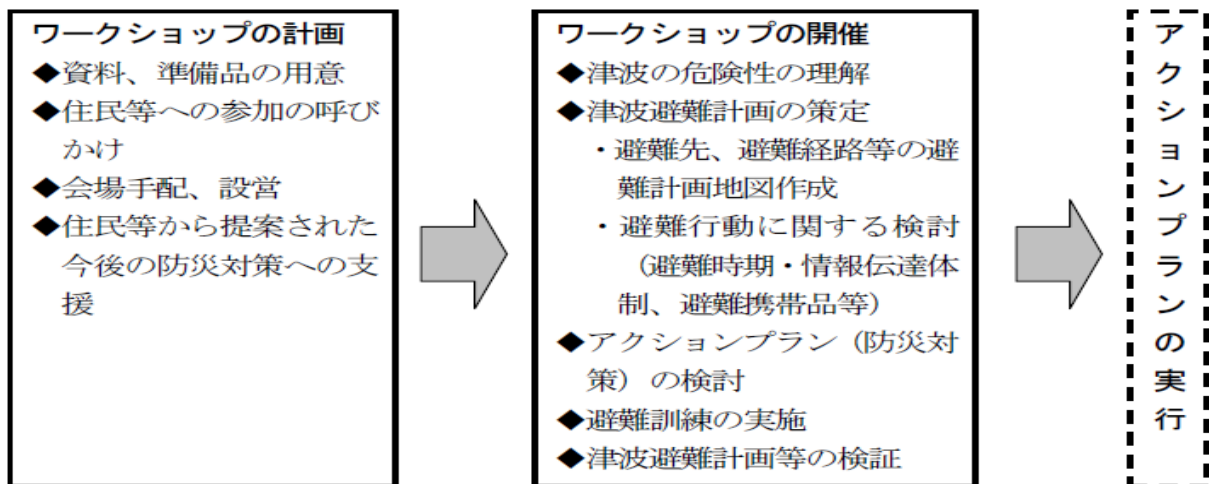 ワークショップの計画
◆資料、準備品の用意
◆住民等への参加の呼び
かけ
◆会場手配、設営
◆住民等から提案された
今後の防災対策への支
援
ワークショップの開催
◆津波の危険性の理解
◆津波避難計画の策定
・避難先、避難経路等の避
難計画地図作成
・避難行動に関する検討
（避難時期・情報伝達体
制、避難携帯品等）
◆アクションプラン（防災対
策）の検討
◆避難訓練の実施
◆津波避難計画等の検証
アクションプランの実行